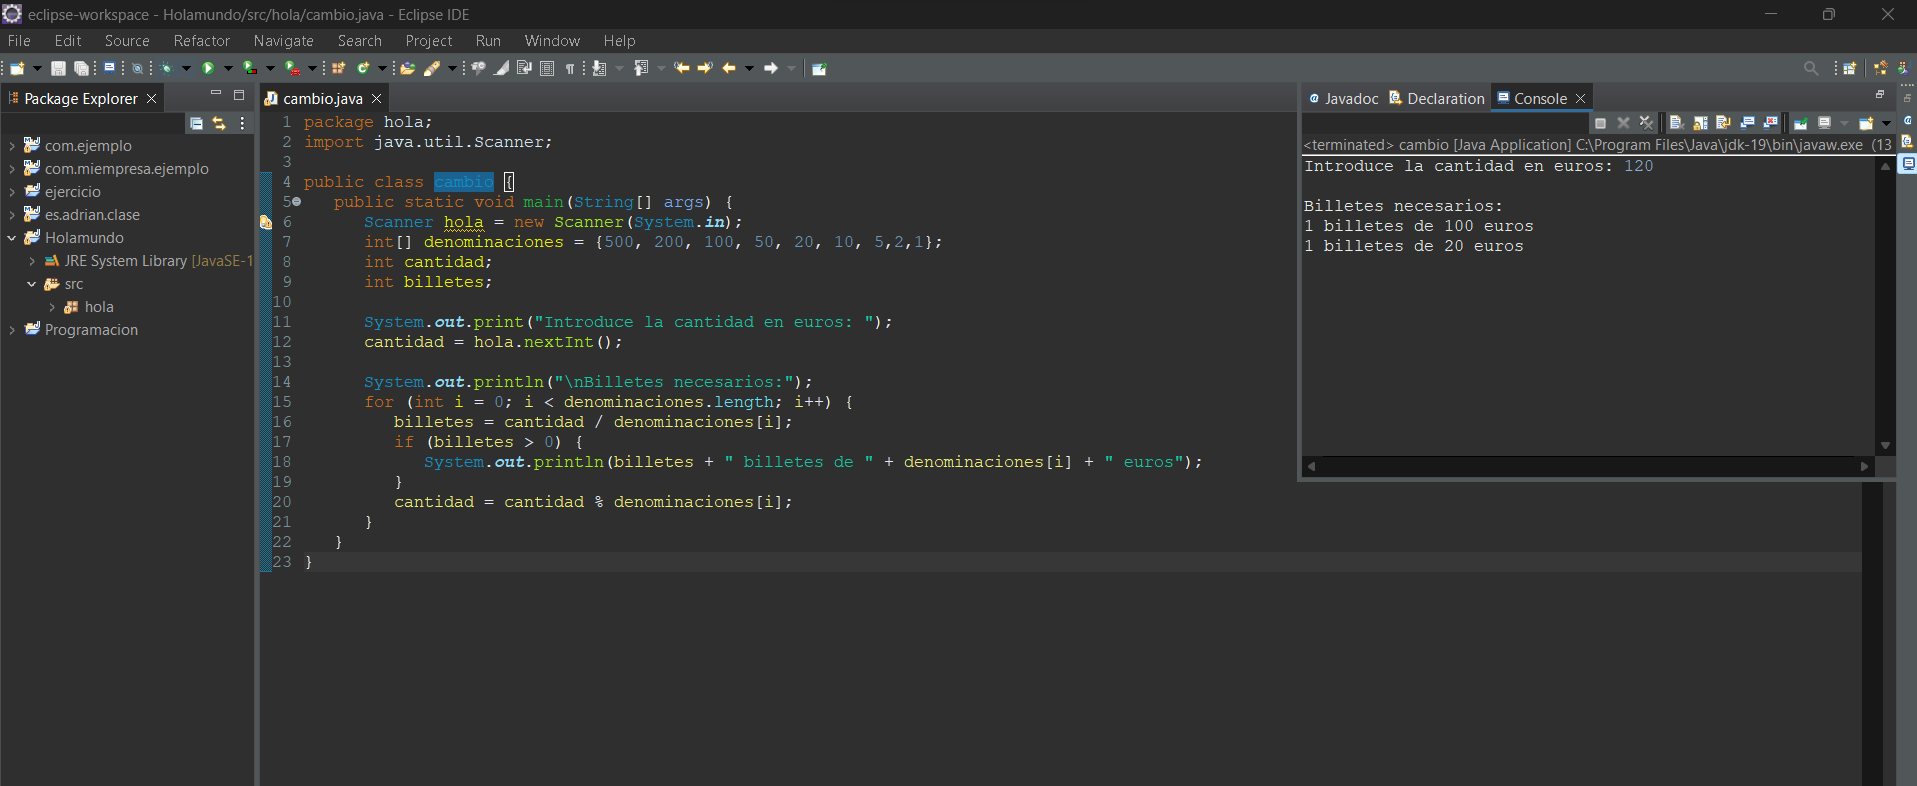 eclipse-workspace - Holamundo/src/hola/cambio.java - Eclipse IDE
File Edit Source Refactor Navigate Search Project Run Window Help
Package Explorer
com.ejemplo
com.miempresa.ejemplo
ejercicio
es.adrian.clase
Holamundo
JRE System Library [JavaSE-1
src
hola
Programacion
cambio.java
1 package hola;
2 import java.util.Scanner;
3
4 public class cambio {
5 public static void main(String[] args) {
6 Scanner hola = new Scanner(System.in);
7 int[] denominaciones = {500, 200, 100, 50, 20, 10, 5,2,1};
8 int cantidad;
9 int billetes;
10
11 System.out.print("Introduce la cantidad en euros: ");
12 cantidad = hola.nextInt();
13
14 System.out.println("\nBilletes necesarios:");
15 for (int i = 0; i < denominaciones.length; i++) {
16 billetes = cantidad / denominaciones[i];
17 if (billetes > 0) {
18 System.out.println(billetes + " billetes de " + denominaciones[i] + " euros");
19 }
20 cantidad = cantidad % denominaciones[i];
21 }
22 }
23 }
Javadoc Declaration Console
<terminated> cambio [Java Application] C:\Program Files\Java\jdk-19\bin\javaw.exe (13
Introduce la cantidad en euros: 120
Billetes necesarios:
1 billetes de 100 euros
1 billetes de 20 euros